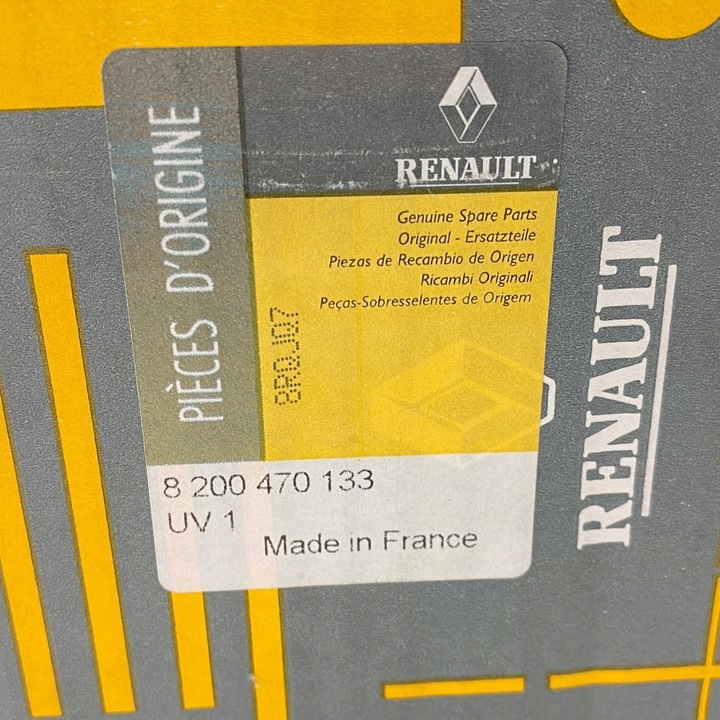 PIÈCES D'ORIGINE
RENAULT
Genuine Spare Parts
Original - Ersatzteile
Piezas de Recambio de Origen
Ricambi Originali
Peças-Sobresselentes de Origem
8 200 470 133
UV 1
Made in France
RENAULT